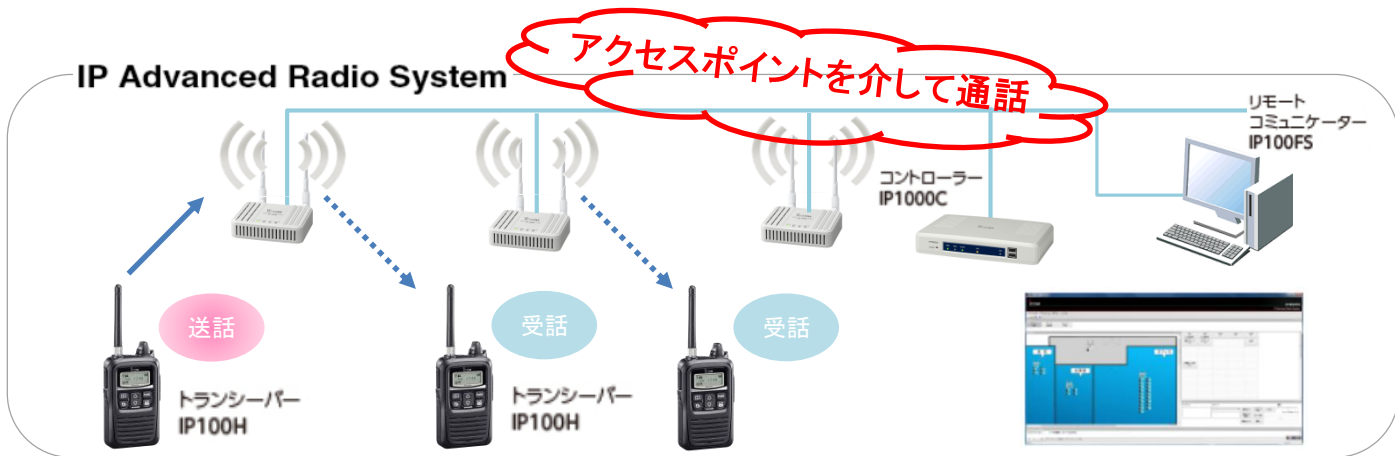 アクセスポイントを介して通話
IP Advanced Radio System
リモート
コミュニケーター
IP100FS
コントローラー
IP1000C
送話
受話
受話
トランシーバー
IP100H
トランシーバー
IP100H